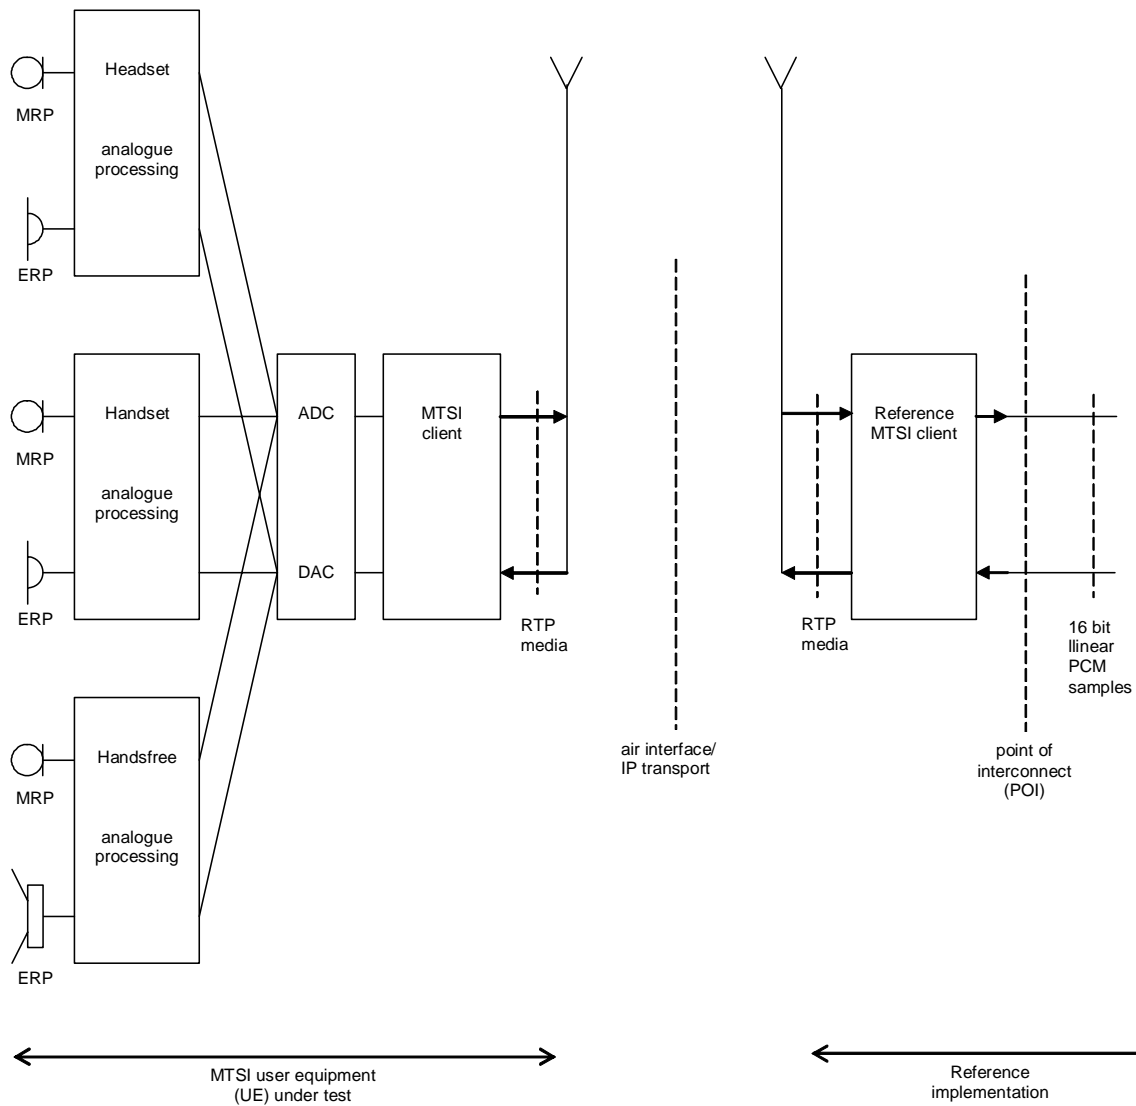 Headset
MRP
analogue
processing
ERP
Handset
MRP
analogue
processing
ERP
Handsfree
MRP
analogue
processing
ERP
ADC
DAC
MTSI
client
RTP
media
air interface/
IP transport
RTP
media
Reference
MTSI client
point of
interconnect
(POI)
16 bit
llinear
PCM
samples
MTSI user equipment
(UE) under test
Reference
implementation